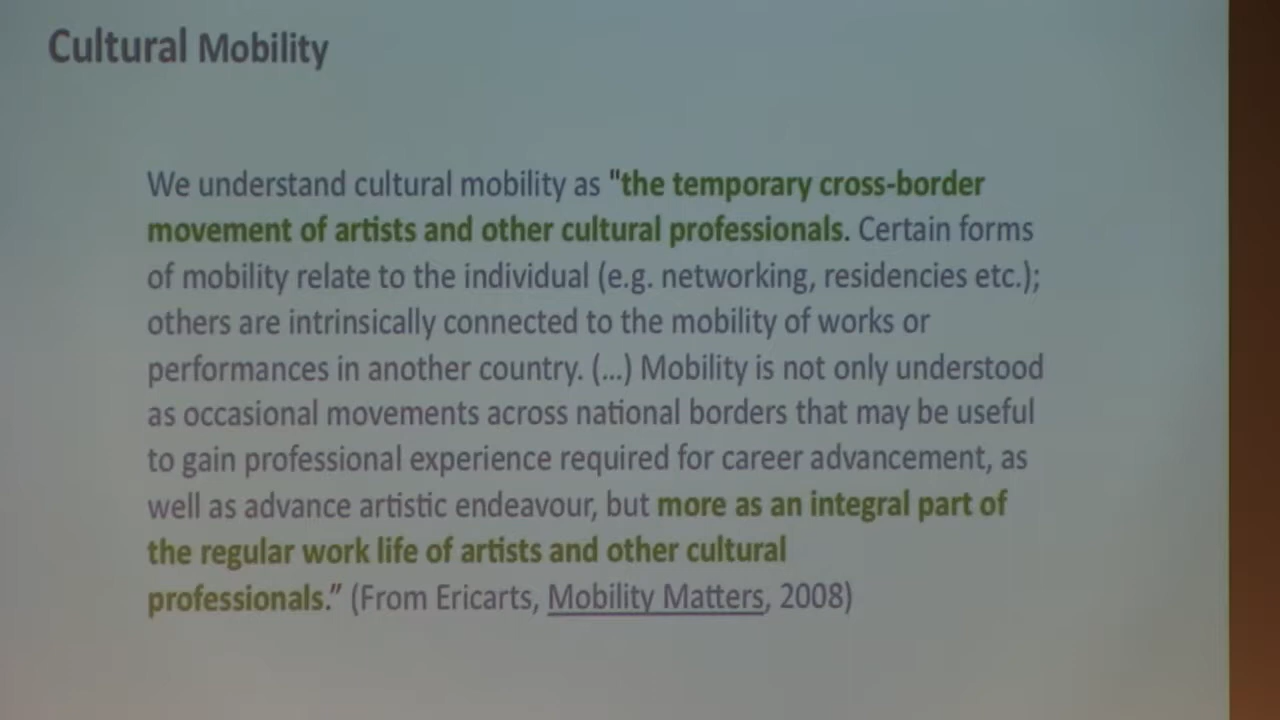 Cultural Mobility
We understand cultural mobility as "the temporary cross-border
movement of artists and other cultural professionals. Certain forms
of mobility relate to the individual (e.g. networking, residencies etc.);
others are intrinsically connected to the mobility of works or
performances in another country. (...) Mobility is not only understood
as occasional movements across national borders that may be useful
to gain professional experience required for career advancement, as
well as advance artistic endeavour, but more as an integral part of
the regular work life of artists and other cultural
professionals.” (From Ericarts, Mobility Matters, 2008)